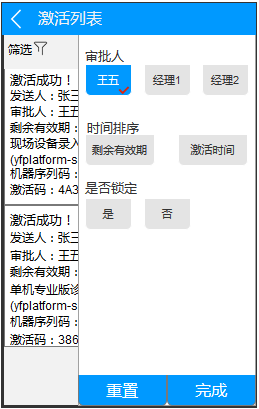 激活列表
筛选
激活成功！
发送人：张三
审批人：王五
剩余有效期：
现场设备录入
(yfplatform-s
机器序列码：
激活码：4A3
激活成功！
发送人：张三
审批人：王五
剩余有效期：
单机专业版诊
(yfplatform-s
机器序列码：
激活码：386
审批人
王五 经理1 经理2
时间排序
剩余有效期 激活时间
是否锁定
是 否
重置 完成